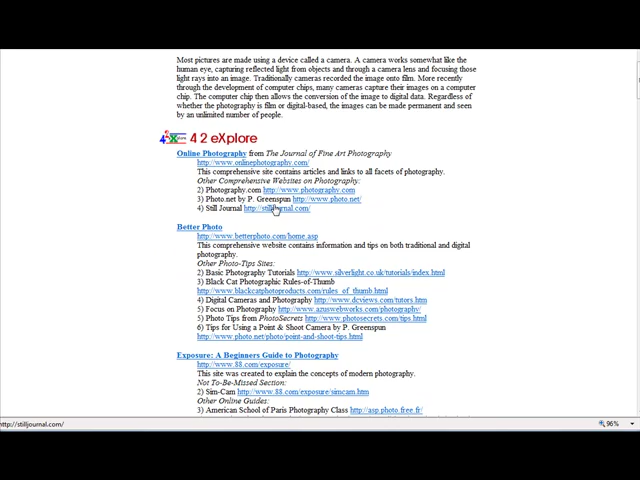 Most pictures are made using a device called a camera. A camera works somewhat like the
human eye, capturing reflected light from objects and through a camera lens and focusing those
light rays into an image. Traditionally cameras recorded the image onto film. More recently
through the development of computer chips, many cameras capture their images on a computer
chip. The computer chip then allows the conversion of the image to digital data. Regardless of
whether the photography is film or digital-based, the images can be made permanent and seen
by an unlimited number of people.
4 2 eXplore
Online Photography from The Journal of Fine Art Photography
http://www.onlinephotography.com/
This comprehensive site contains articles and links to all facets of photography.
Other Comprehensive Websites on Photography:
2) Photography.com http://www.photography.com
3) Photo.net by P. Greenspun http://www.photo.net/
4) Still Journal http://stilljournal.com/
Better Photo
http://www.betterphoto.com/home.asp
This comprehensive website contains information and tips on both traditional and digital
photography.
Other Photo-Tips Sites:
2) Basic Photography Tutorials http://www.silverlight.co.uk/tutorials/index.html
3) Black Cat Photographic Rules-of-Thumb
http://www.blackcatphotoproducts.com/rules_of_thumb.html
4) Digital Cameras and Photography http://www.dcviews.com/tutors.htm
5) Focus on Photography http://www.azuswebworks.com/photography/
5) Photo Tips from PhotoSecrets http://www.photosecrets.com/tips.html
6) Tips for Using a Point & Shoot Camera by P. Greenspun
http://www.photo.net/photo/point-and-shoot-tips.html
Exposure: A Beginners Guide to Photography
http://www.88.com/exposure/
This site was created to explain the concepts of modern photography.
Not To-Be-Missed Section:
2) Sim-Cam http://www.88.com/exposure/simcam.htm
Other Online Guides:
3) American School of Paris Photography Class http://asp.photo.free.fr/
http://stilljournal.com/
96%